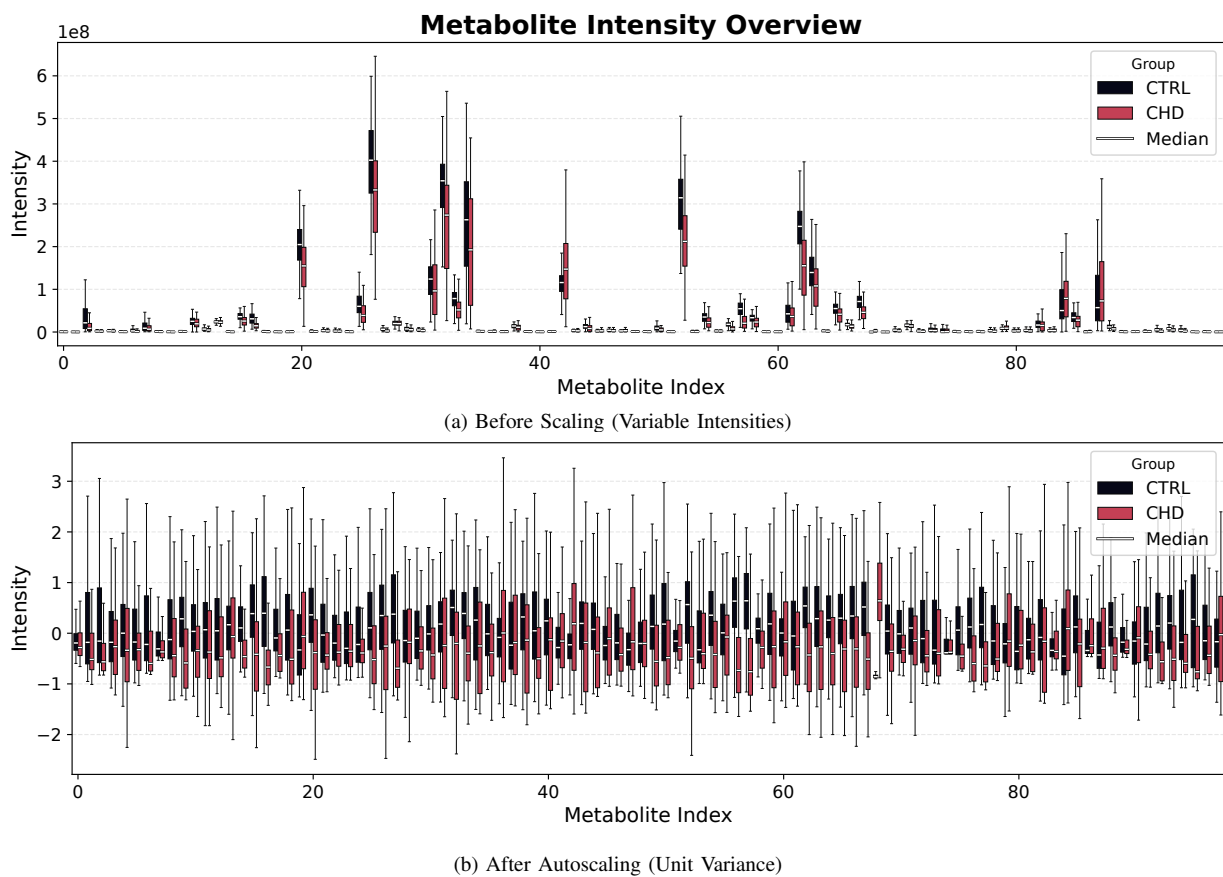 Metabolite Intensity Overview
1e8
6
5
4
3
2
1
0
Intensity
0 20 40 60 80
Metabolite Index
Group
CTRL
CHD
Median
(a) Before Scaling (Variable Intensities)
3
2
1
0
−1
−2
Intensity
0 20 40 60 80
Metabolite Index
Group
CTRL
CHD
Median
(b) After Autoscaling (Unit Variance)